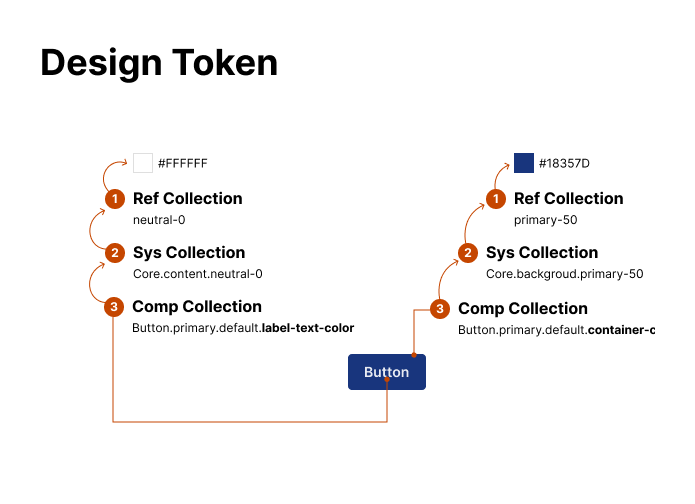 Design Token
#FFFFFF
1 Ref Collection
neutral-0
2 Sys Collection
Core.content.neutral-0
3 Comp Collection
Button.primary.default.label-text-color
#18357D
1 Ref Collection
primary-50
2 Sys Collection
Core.backgroud.primary-50
3 Comp Collection
Button.primary.default.container-c
Button